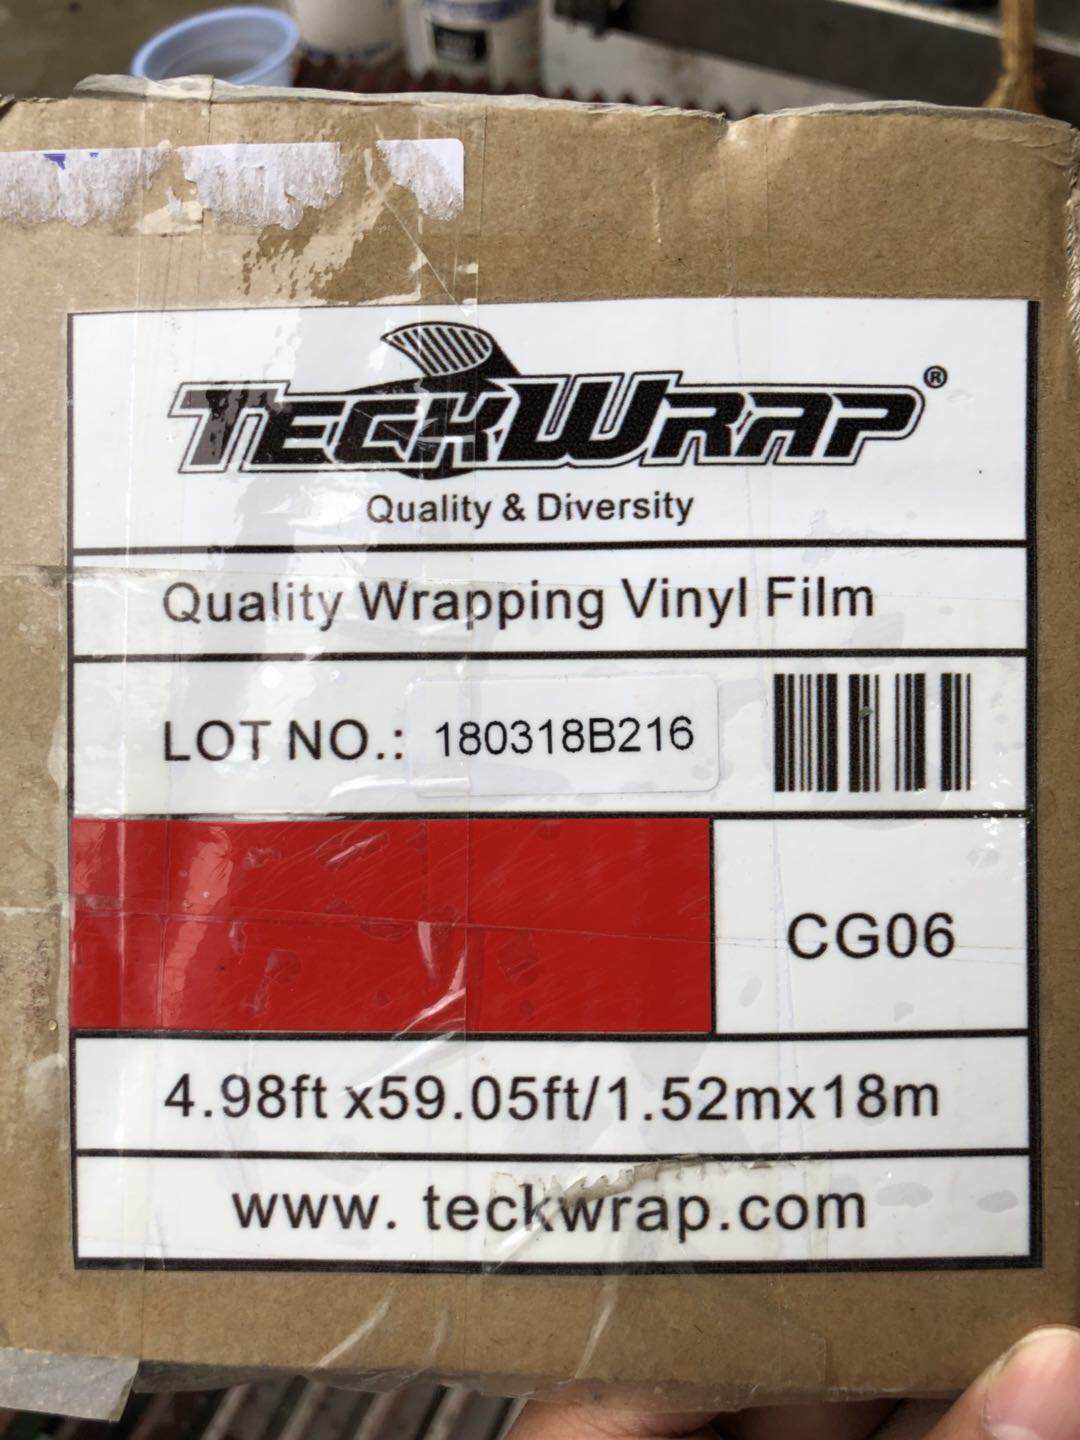 TECKWRAP®
Quality & Diversity
Quality Wrapping Vinyl Film
LOT NO.: 180318B216
CG06
4.98ft x59.05ft/1.52mx18m
www. teckwrap.com